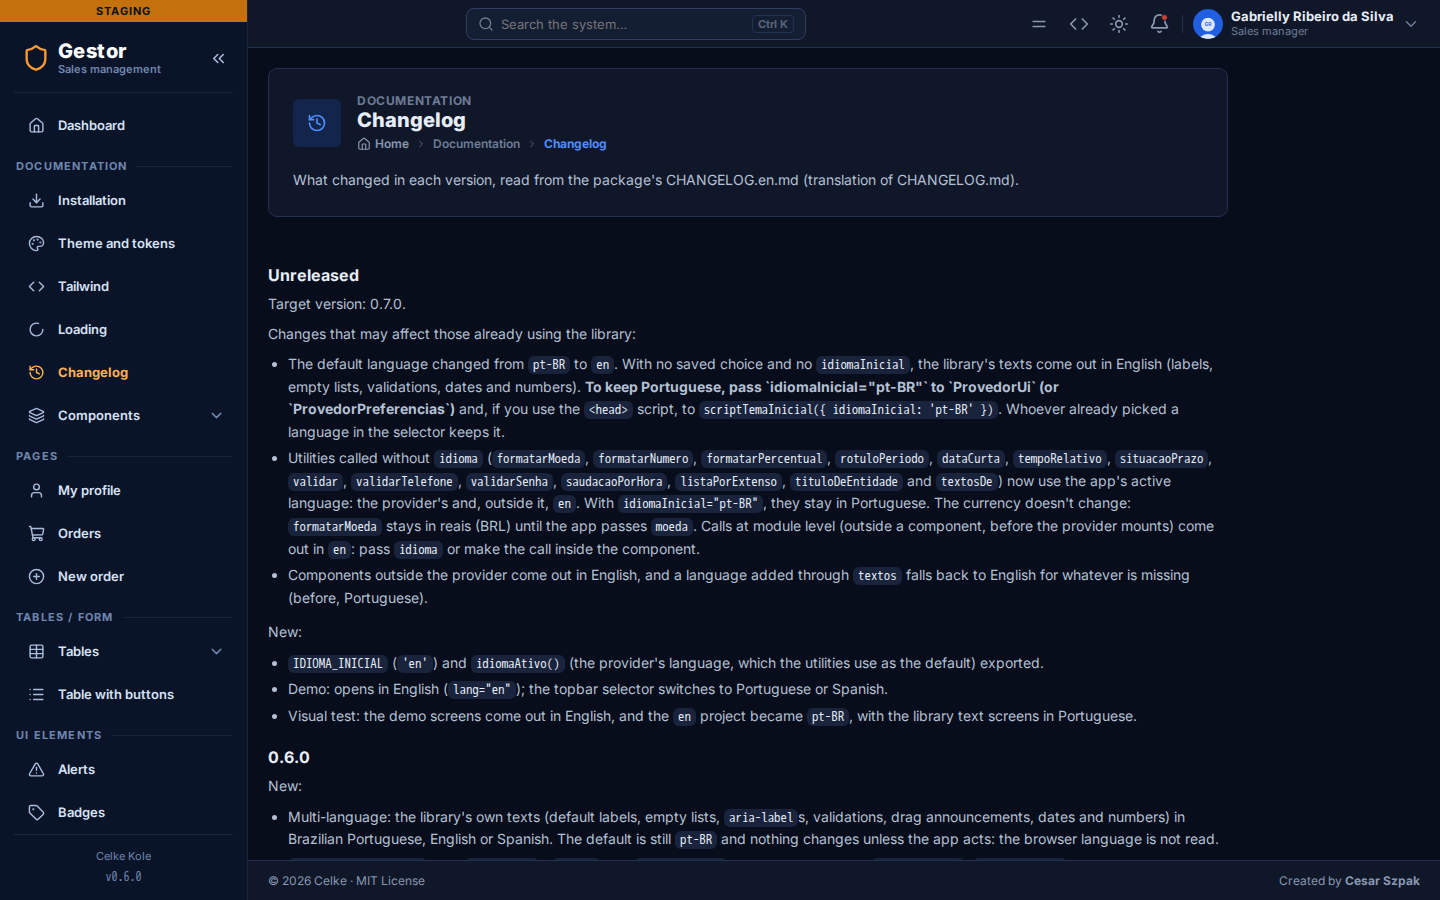 STAGING
Gestor
Sales management
Dashboard
DOCUMENTATION
Installation
Theme and tokens
Tailwind
Loading
Changelog
Components
PAGES
My profile
Orders
New order
TABLES / FORM
Tables
Table with buttons
UI ELEMENTS
Alerts
Badges
Celke Kole
v0.6.0
Search the system...
Ctrl K
Gabrielly Ribeiro da Silva
Sales manager
DOCUMENTATION
Changelog
Home > Documentation > Changelog
What changed in each version, read from the package's CHANGELOG.en.md (translation of CHANGELOG.md).
Unreleased
Target version: 0.7.0.
Changes that may affect those already using the library:
• The default language changed from pt-BR to en. With no saved choice and no idiomaInicial, the library's texts come out in English (labels,
empty lists, validations, dates and numbers). To keep Portuguese, pass `idiomaInicial="pt-BR"` to `ProvedorUi` (or
`ProvedorPreferencias`) and, if you use the <head> script, to scriptTemaInicial({ idiomaInicial: 'pt-BR' }). Whoever already picked a
language in the selector keeps it.
• Utilities called without idioma (formatarMoeda, formatarNumero, formatarPercentual, rotuloPeriodo, dataCurta, tempoRelativo, situacaoPrazo,
validar, validarTelefone, validarSenha, saudacaoPorHora, listaPorExtenso, tituloDeEntidade and textosDe) now use the app's active
language: the provider's and, outside it, en. With idiomaInicial="pt-BR", they stay in Portuguese. The currency doesn't change:
formatarMoeda stays in reais (BRL) until the app passes moeda. Calls at module level (outside a component, before the provider mounts) come
out in en: pass idioma or make the call inside the component.
• Components outside the provider come out in English, and a language added through textos falls back to English for whatever is missing
(before, Portuguese).
New:
• IDIOMA_INICIAL ('en') and idiomaAtivo() (the provider's language, which the utilities use as the default) exported.
• Demo: opens in English (lang="en"); the topbar selector switches to Portuguese or Spanish.
• Visual test: the demo screens come out in English, and the en project became pt-BR, with the library text screens in Portuguese.
0.6.0
New:
• Multi-language: the library's own texts (default labels, empty lists, aria-labels, validations, drag announcements, dates and numbers) in
Brazilian Portuguese, English or Spanish. The default is still pt-BR and nothing changes unless the app acts: the browser language is not read.
© 2026 Celke · MIT License
Created by Cesar Szpak